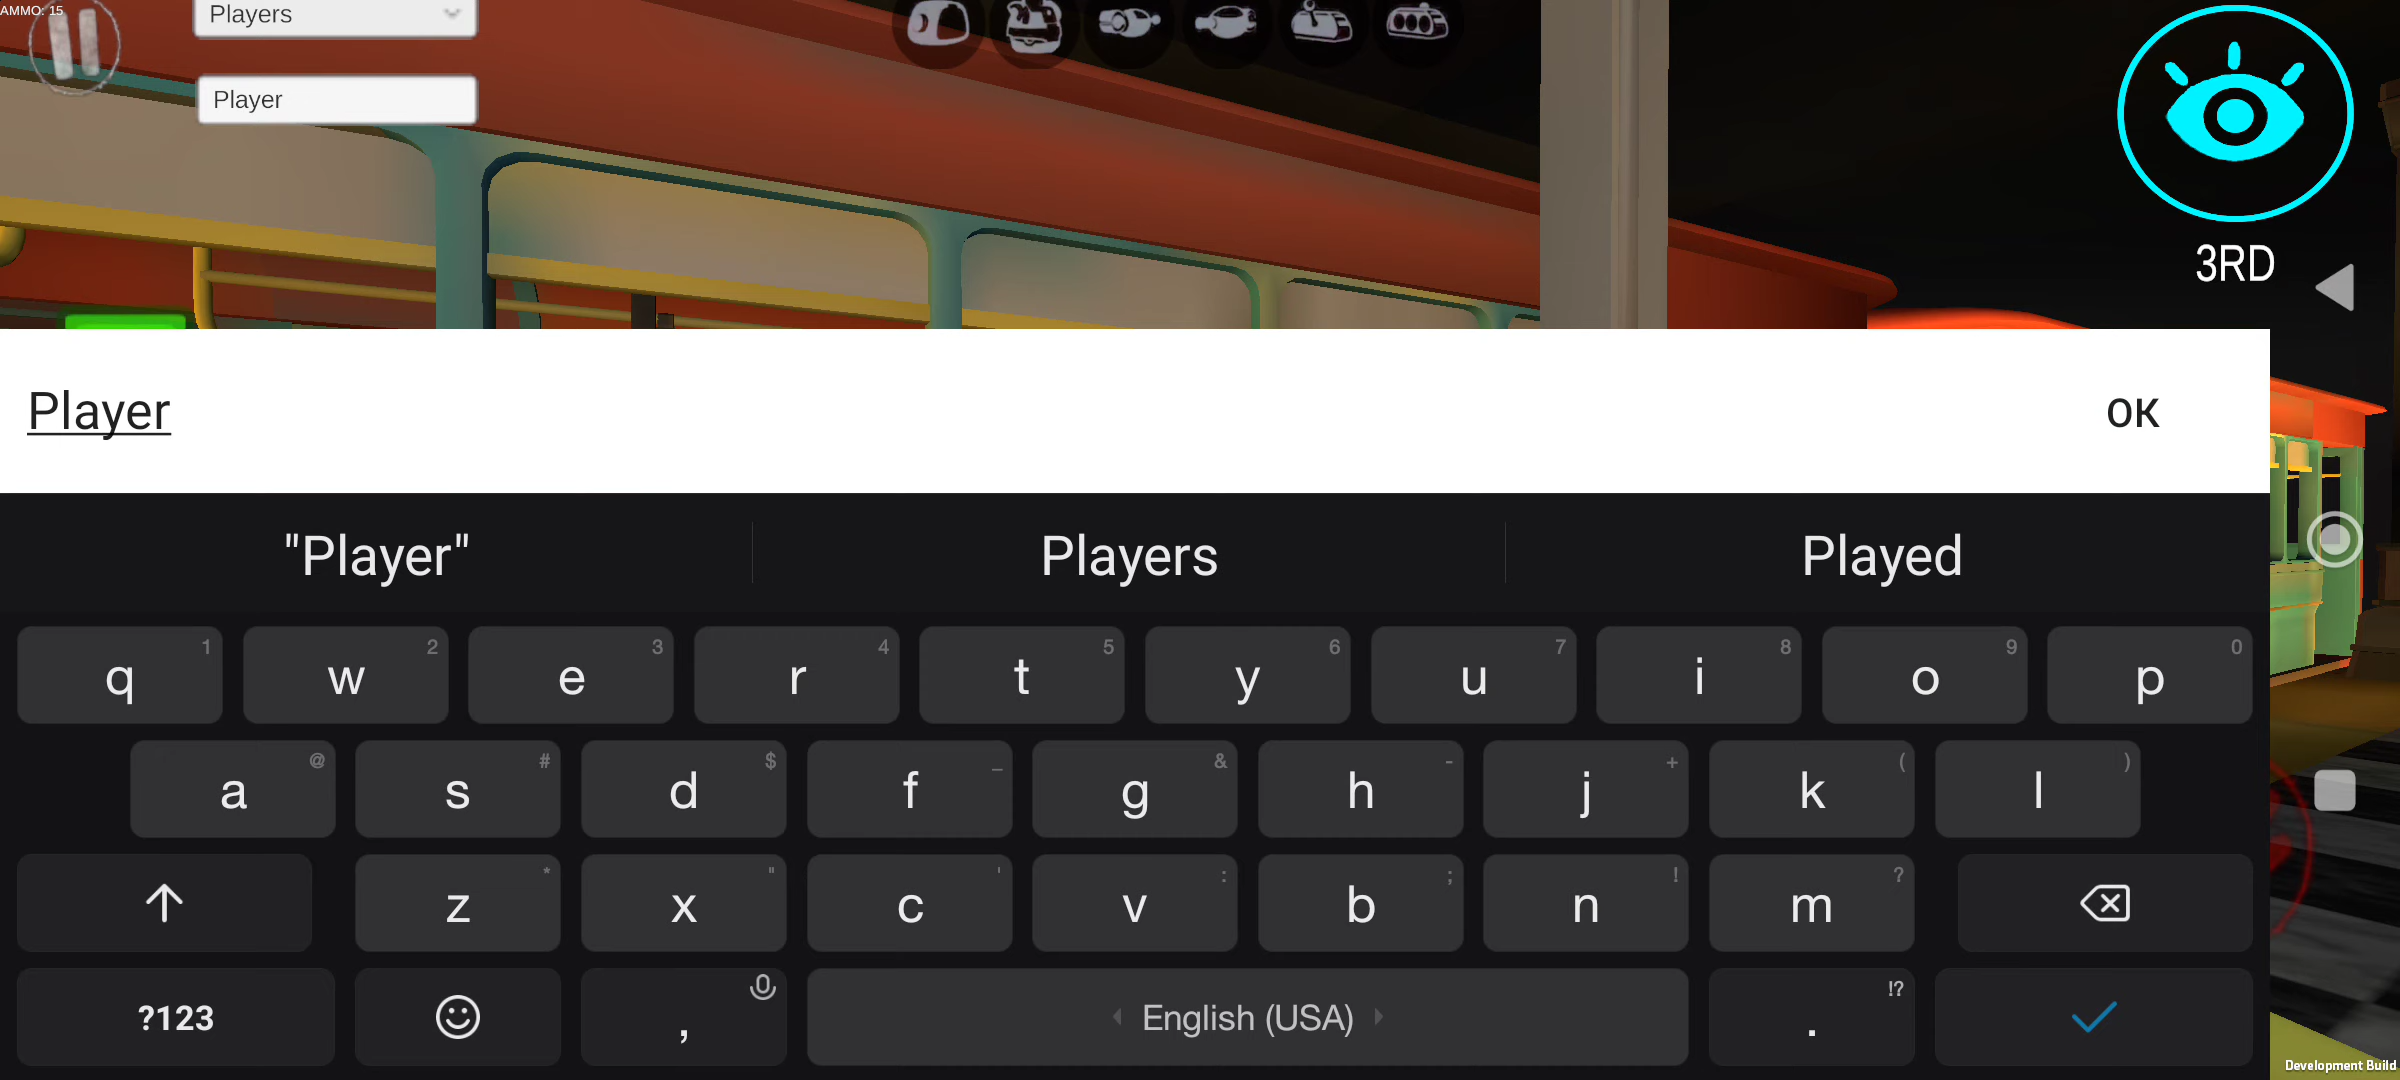 AMMO: 15
Players
Player
3RD
Player
OK
"Player"
Players
Played
q 1 w 2 e 3 r 4 t 5 y 6 u 7 i 8 o 9 p 0
a @ s # d $ f _ g & h - j + k ( l )
z * x " c ' v : b ; n ! m ?
?123 , English (USA) . !?
Development Build